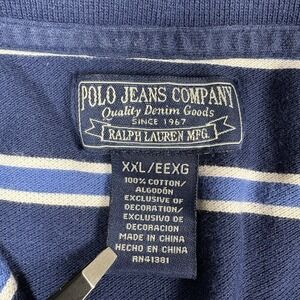 POLO JEANS COMPANY
Quality Denim Goods
SINCE 1967
RALPH LAUREN MFG.
XXL/EEXG
100% COTTON/
ALGODÓN
EXCLUSIVE OF
DECORATION/
EXCLUSIVO DE
DECORACION
MADE IN CHINA
HECHO EN CHINA
RN41381